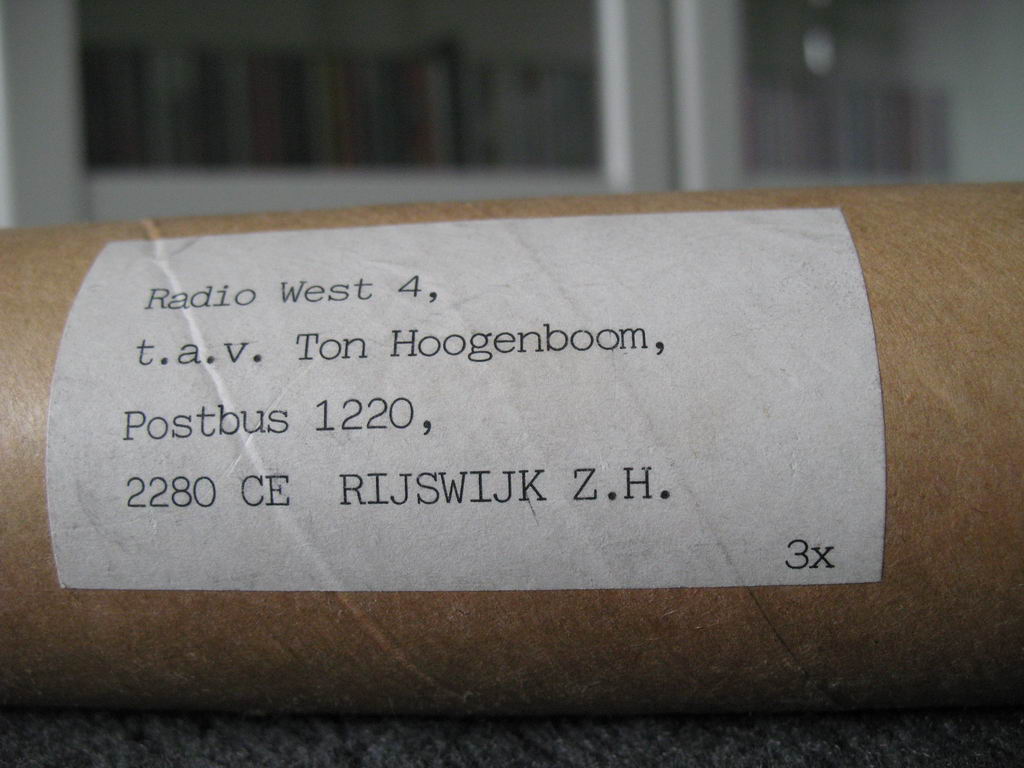 Radio West 4,
t.a.v. Ton Hoogenboom,
Postbus 1220,
2280 CE RIJSWIJK Z.H.
3x